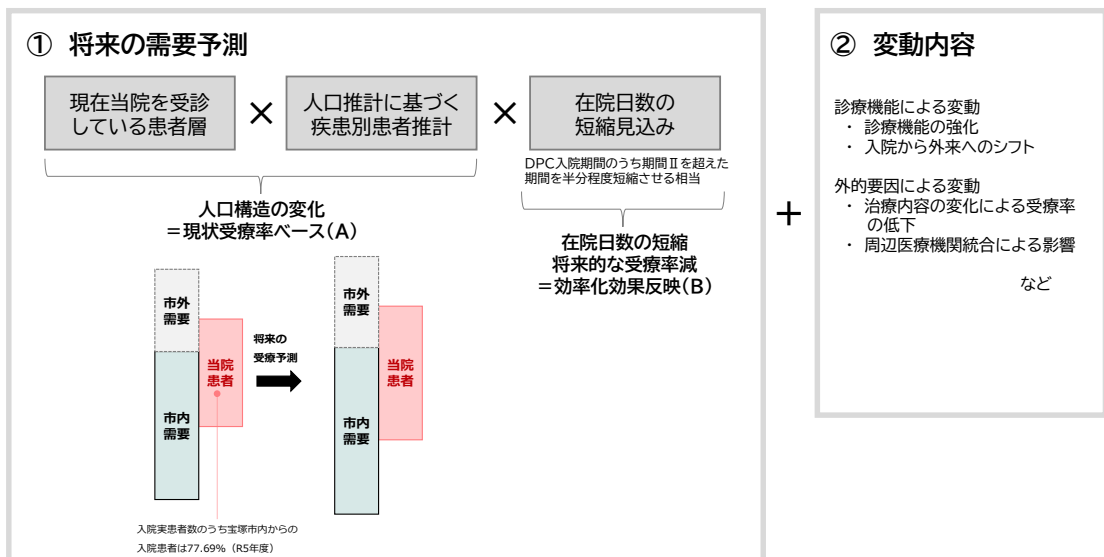 ① 将来の需要予測
現在当院を受診
している患者層
×
人口推計に基づく
疾患別患者推計
×
在院日数の
短縮見込み
DPC入院期間のうち期間Ⅱを超えた
期間を半分程度短縮させる相当
人口構造の変化
＝現状受療率ベース(A)
在院日数の短縮
将来的な受療率減
＝効率化効果反映(B)
市外
需要
市内
需要
当院
患者
将来の
受療予測
市外
需要
市内
需要
当院
患者
入院実患者数のうち宝塚市内からの
入院患者は77.69%（R5年度）
+
② 変動内容
診療機能による変動
・ 診療機能の強化
・ 入院から外来へのシフト
外的要因による変動
・ 治療内容の変化による受療率
の低下
・ 周辺医療機関統合による影響
など